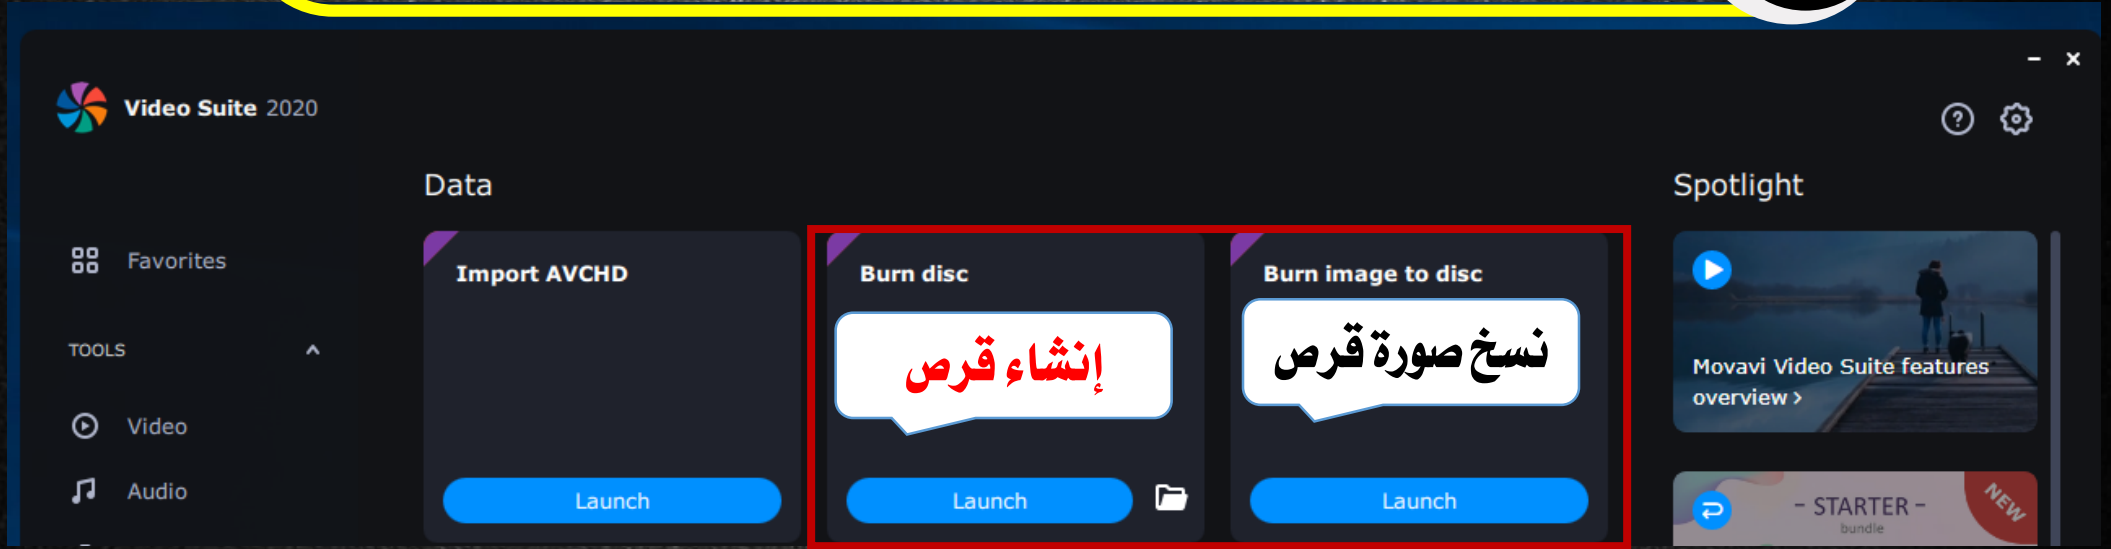 Video Suite 2020
Data
Spotlight
Favorites
TOOLS
Video
Audio
Import AVCHD
Launch
Burn disc
إنشاء قرص
Launch
Burn image to disc
نسخ صورة قرص
Launch
Movavi Video Suite features
overview >
- STARTER -
bundle
NEW